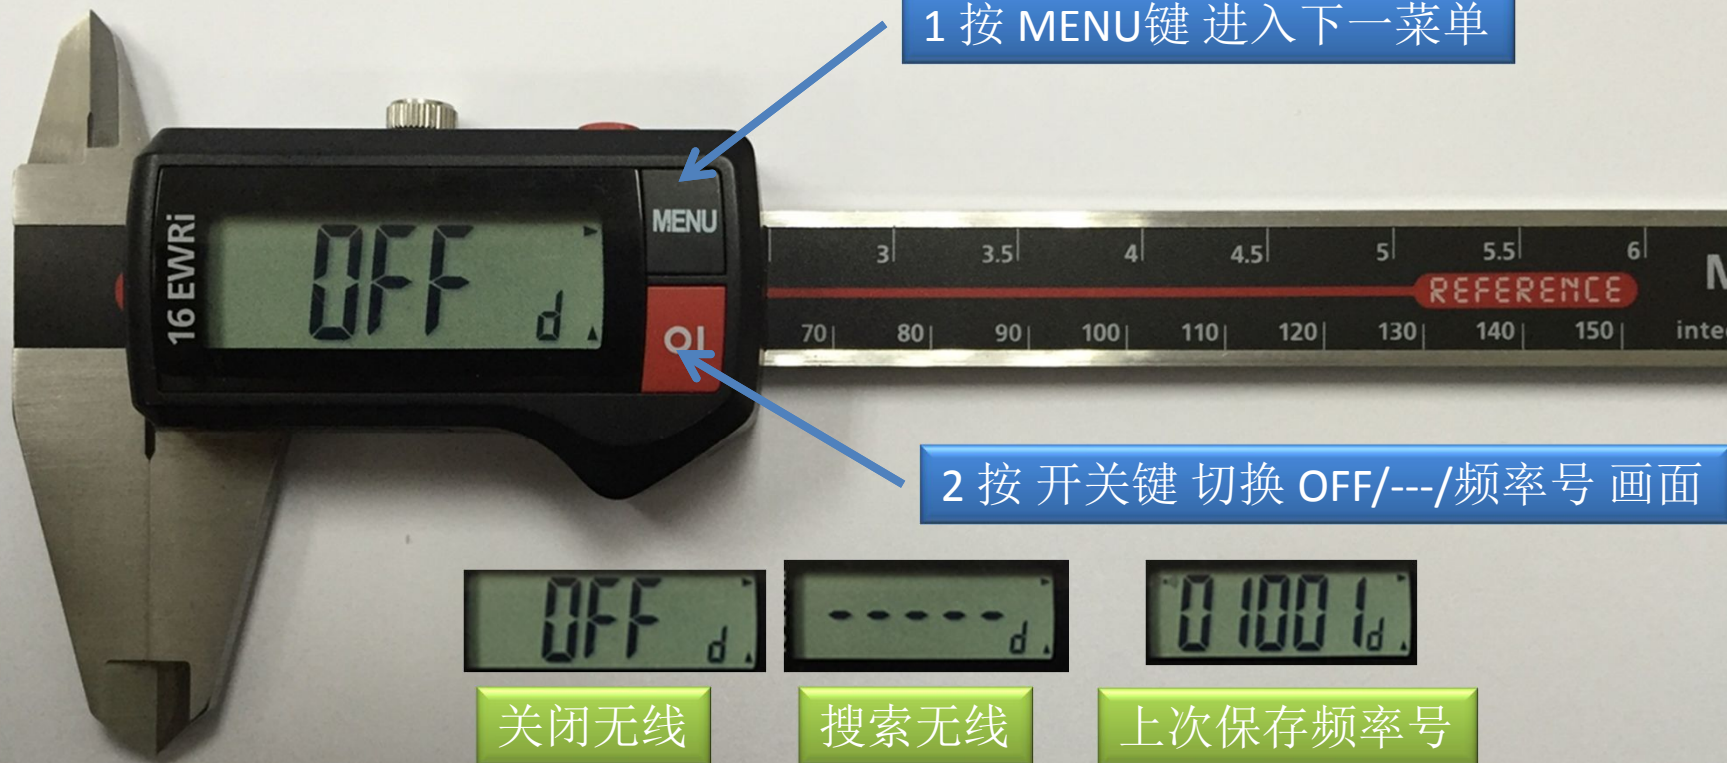 1 按 MENU键 进入下一菜单
16 EWRi
OFF
d
MENU
OI
3 3.5 4 4.5 5 5.5 6
REFERENCE
70 80 90 100 110 120 130 140 150
M
inte
2 按 开关键 切换 OFF/---/频率号 画面
OFF d
----- d
01001d
关闭无线
搜索无线
上次保存频率号